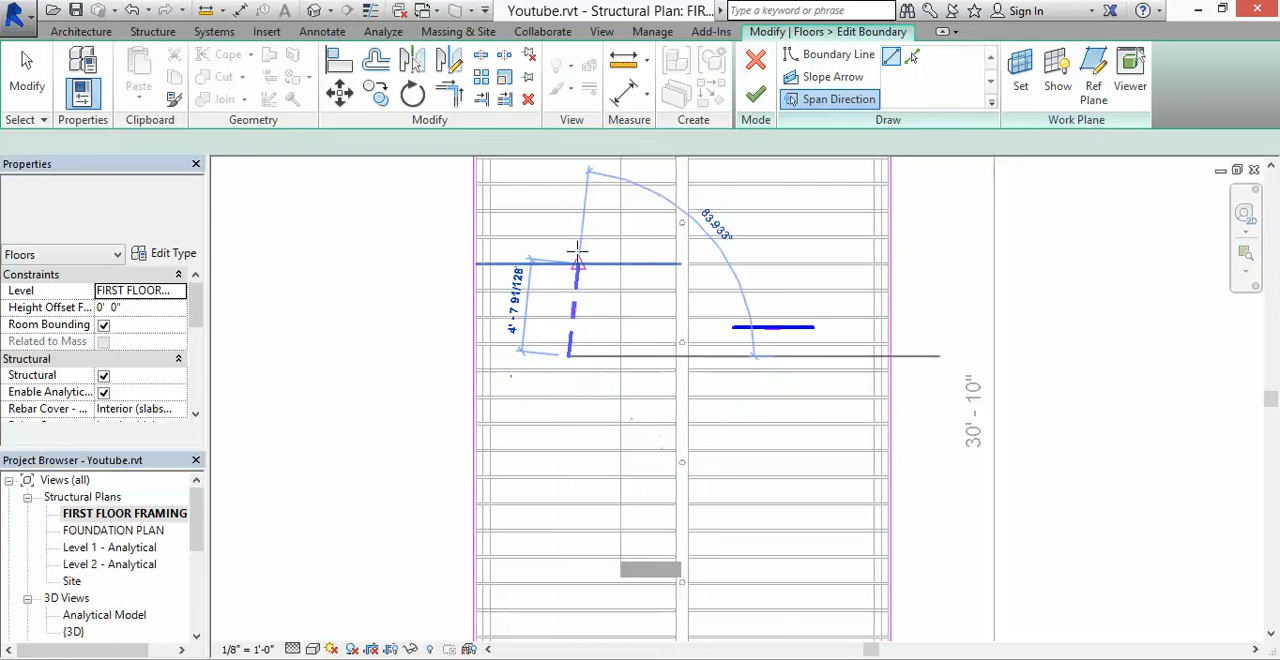 Youtube.rvt - Structural Plan: FIR...
Type a keyword or phrase
Sign In
Architecture
Structure
Systems
Insert
Annotate
Analyze
Massing & Site
Collaborate
View
Manage
Add-Ins
Modify | Floors > Edit Boundary
Modify
Paste
Cope
Cut
Join
Boundary Line
Slope Arrow
Span Direction
Set
Show
Ref
Plane
Viewer
Select
Properties
Clipboard
Geometry
Modify
View
Measure
Create
Mode
Draw
Work Plane
Properties
Floors
Edit Type
Constraints
Level
FIRST FLOOR...
Height Offset F...
0' 0"
Room Bounding
Related to Mass
Structural
Structural
Enable Analytic...
Rebar Cover - ...
Interior (slabs...
Project Browser - Youtube.rvt
Views (all)
Structural Plans
FIRST FLOOR FRAMING
FOUNDATION PLAN
Level 1 - Analytical
Level 2 - Analytical
Site
3D Views
Analytical Model
{3D}
83.933°
4' - 7 91/128"
30' - 10"
2D
1/8" = 1'-0"